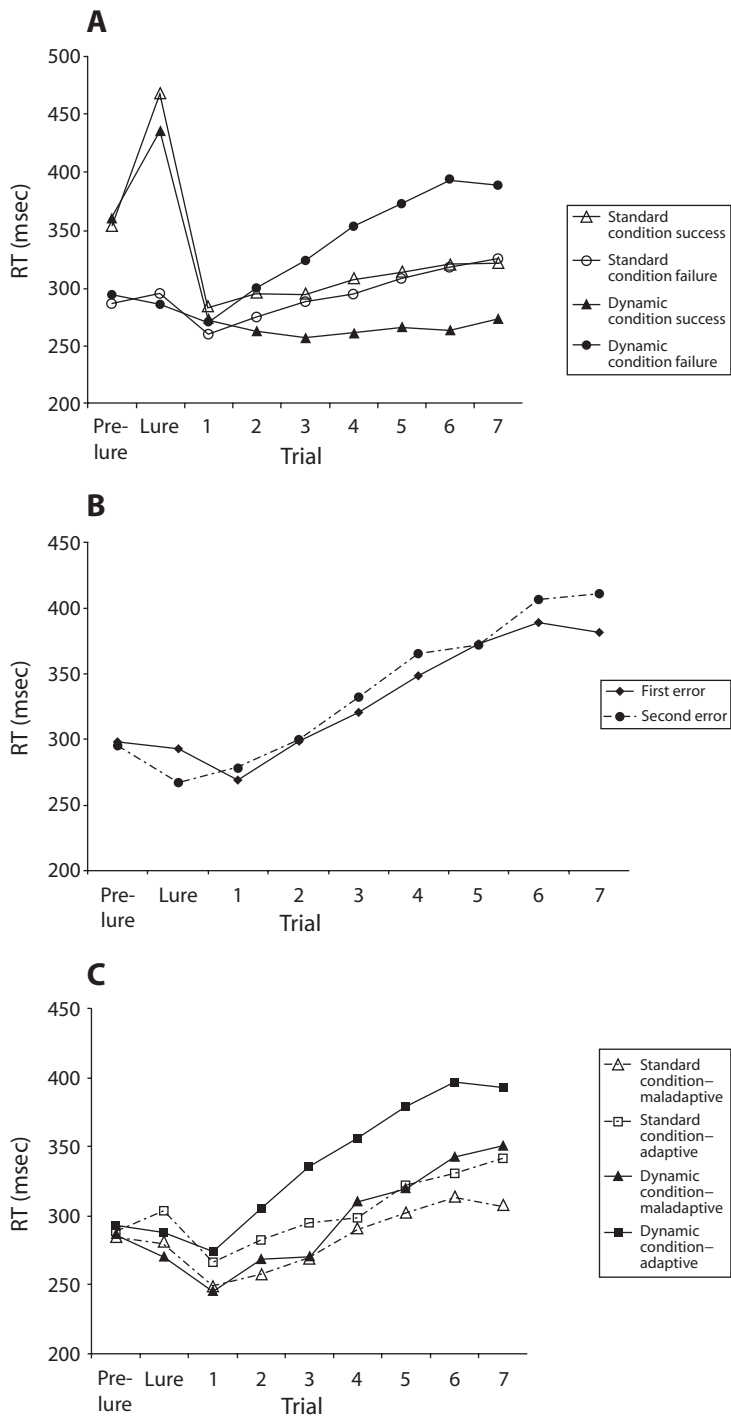 A
500
450
400
350
300
250
200
RT (msec)
Pre-
lure
Lure
1
2
3
4
5
6
7
Trial
Standard
condition success
Standard
condition failure
Dynamic
condition success
Dynamic
condition failure
B
450
400
350
300
250
200
RT (msec)
Pre-
lure
Lure
1
2
3
4
5
6
7
Trial
First error
Second error
C
450
400
350
300
250
200
RT (msec)
Pre-
lure
Lure
1
2
3
4
5
6
7
Trial
Standard
condition–
maladaptive
Standard
condition–
adaptive
Dynamic
condition–
maladaptive
Dynamic
condition–
adaptive